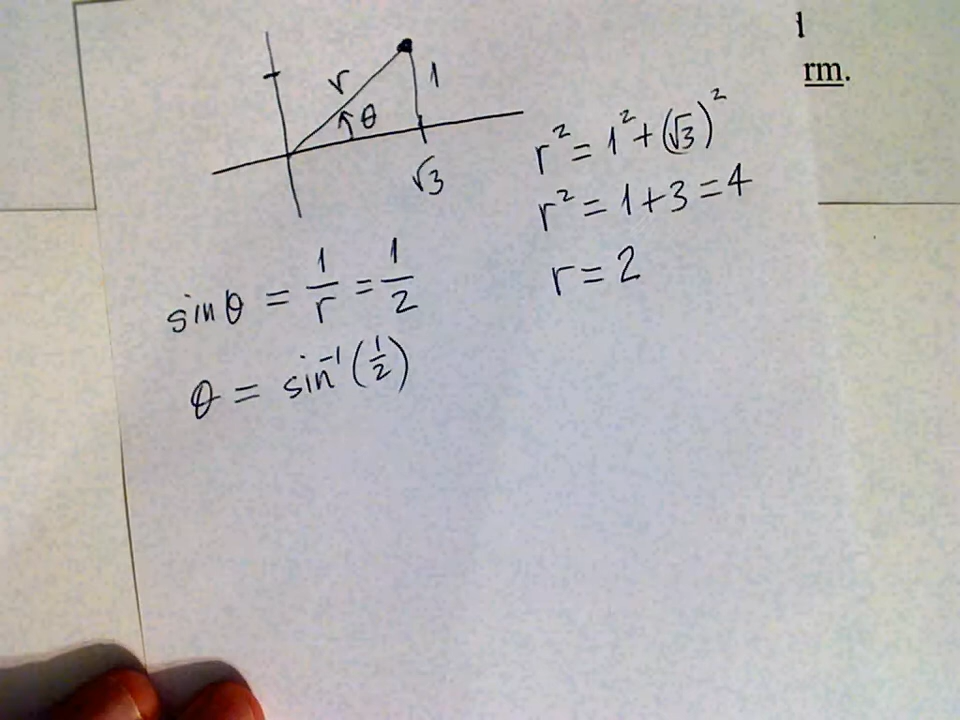 1
rm.
r
1
θ
√3
r² = 1² + (√3)²
r² = 1 + 3 = 4
r = 2
sin θ = 1/r = 1/2
θ = sin⁻¹(1/2)